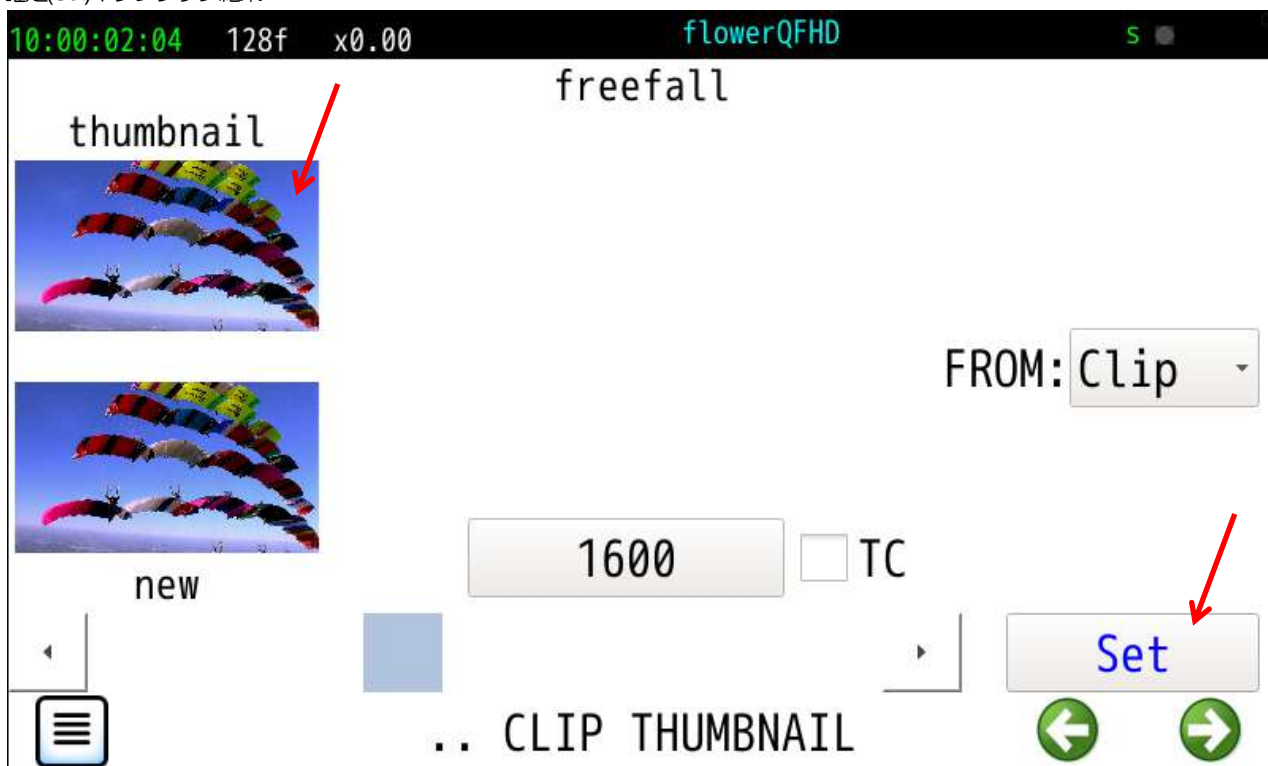 10:00:02:04 128f x0.00 flowerQFHD S
freefall
thumbnail
FROM: Clip
1600 TC
new
Set
.. CLIP THUMBNAIL